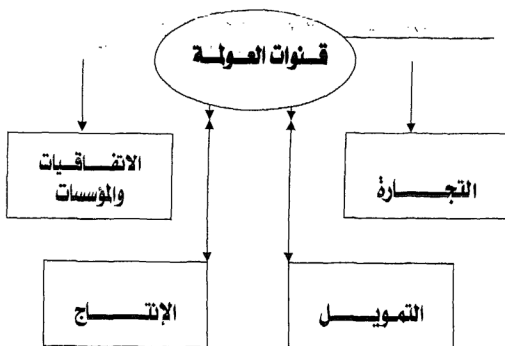 قنوات العولمة
التجارة
الاتفاقيات
والمؤسسات
التمويل
الإنتاج